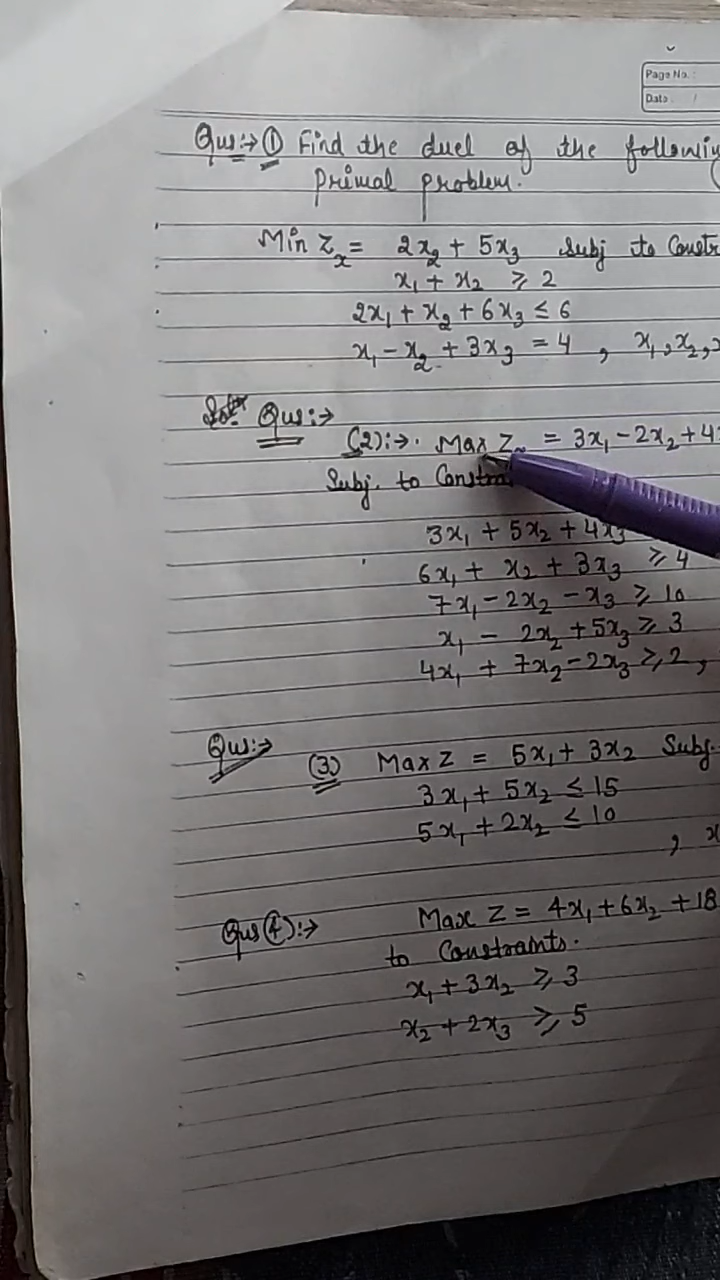 Page No.
Date /
Qus:→ ① Find the duel of the
primal problem.
Min Zx = 2x₂ + 5x₃ Subj to
x₁ + x₂ ≥ 2
2x₁ + x₂ + 6x₃ ≤ 6
x₁ - x₂ + 3x₃ = 4 , x₁, x₂,
Qus:→
(2):→. Max Z = 3x₁ - 2x₂ + 4
Subj. to
3x₁ + 5x₂ + 4x₃
6x₁ + x₂ + 3x₃ ≥ 4
7x₁ - 2x₂ - x₃ ≥ 10
x₁ - 2x₂ + 5x₃ ≥ 3
4x₁ + 7x₂ - 2x₃ ≥ 2,
Qus:→
(3) Max Z = 5x₁ + 3x₂ Subj.
3x₁ + 5x₂ ≤ 15
5x₁ + 2x₂ ≤ 10
, x
Qus(4):→ Max Z = 4x₁ + 6x₂ + 18
to Constraints.
x₁ + 3x₂ ≥ 3
x₂ + 2x₃ ≥ 5